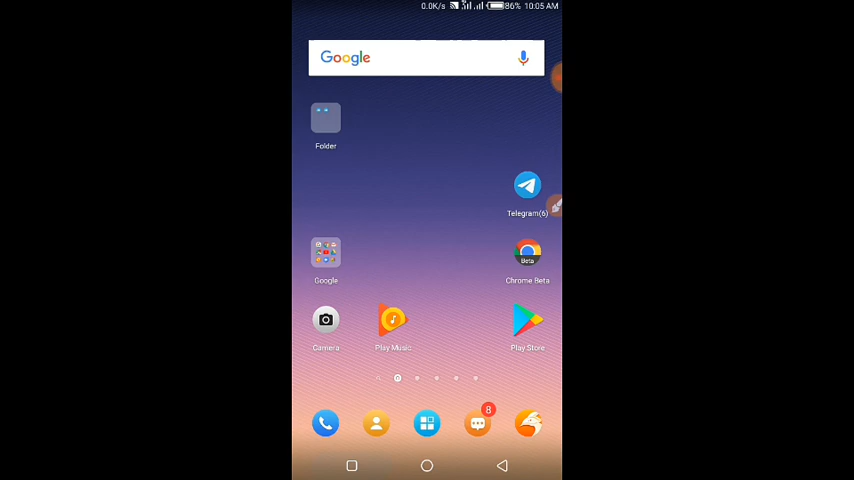 0.0K/s 86% 10:05 AM
Google
Folder
Telegram(6)
Beta
Google
Chrome Beta
Camera
Play Music
Play Store
8